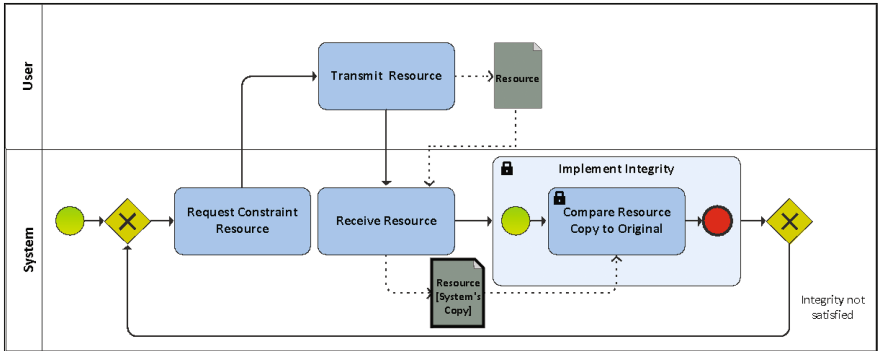 User
Transmit Resource
Resource
System
Implement Integrity
Request Constraint
Resource
Receive Resource
Compare Resource
Copy to Original
Resource
[System's
Copy]
Integrity not
satisfied